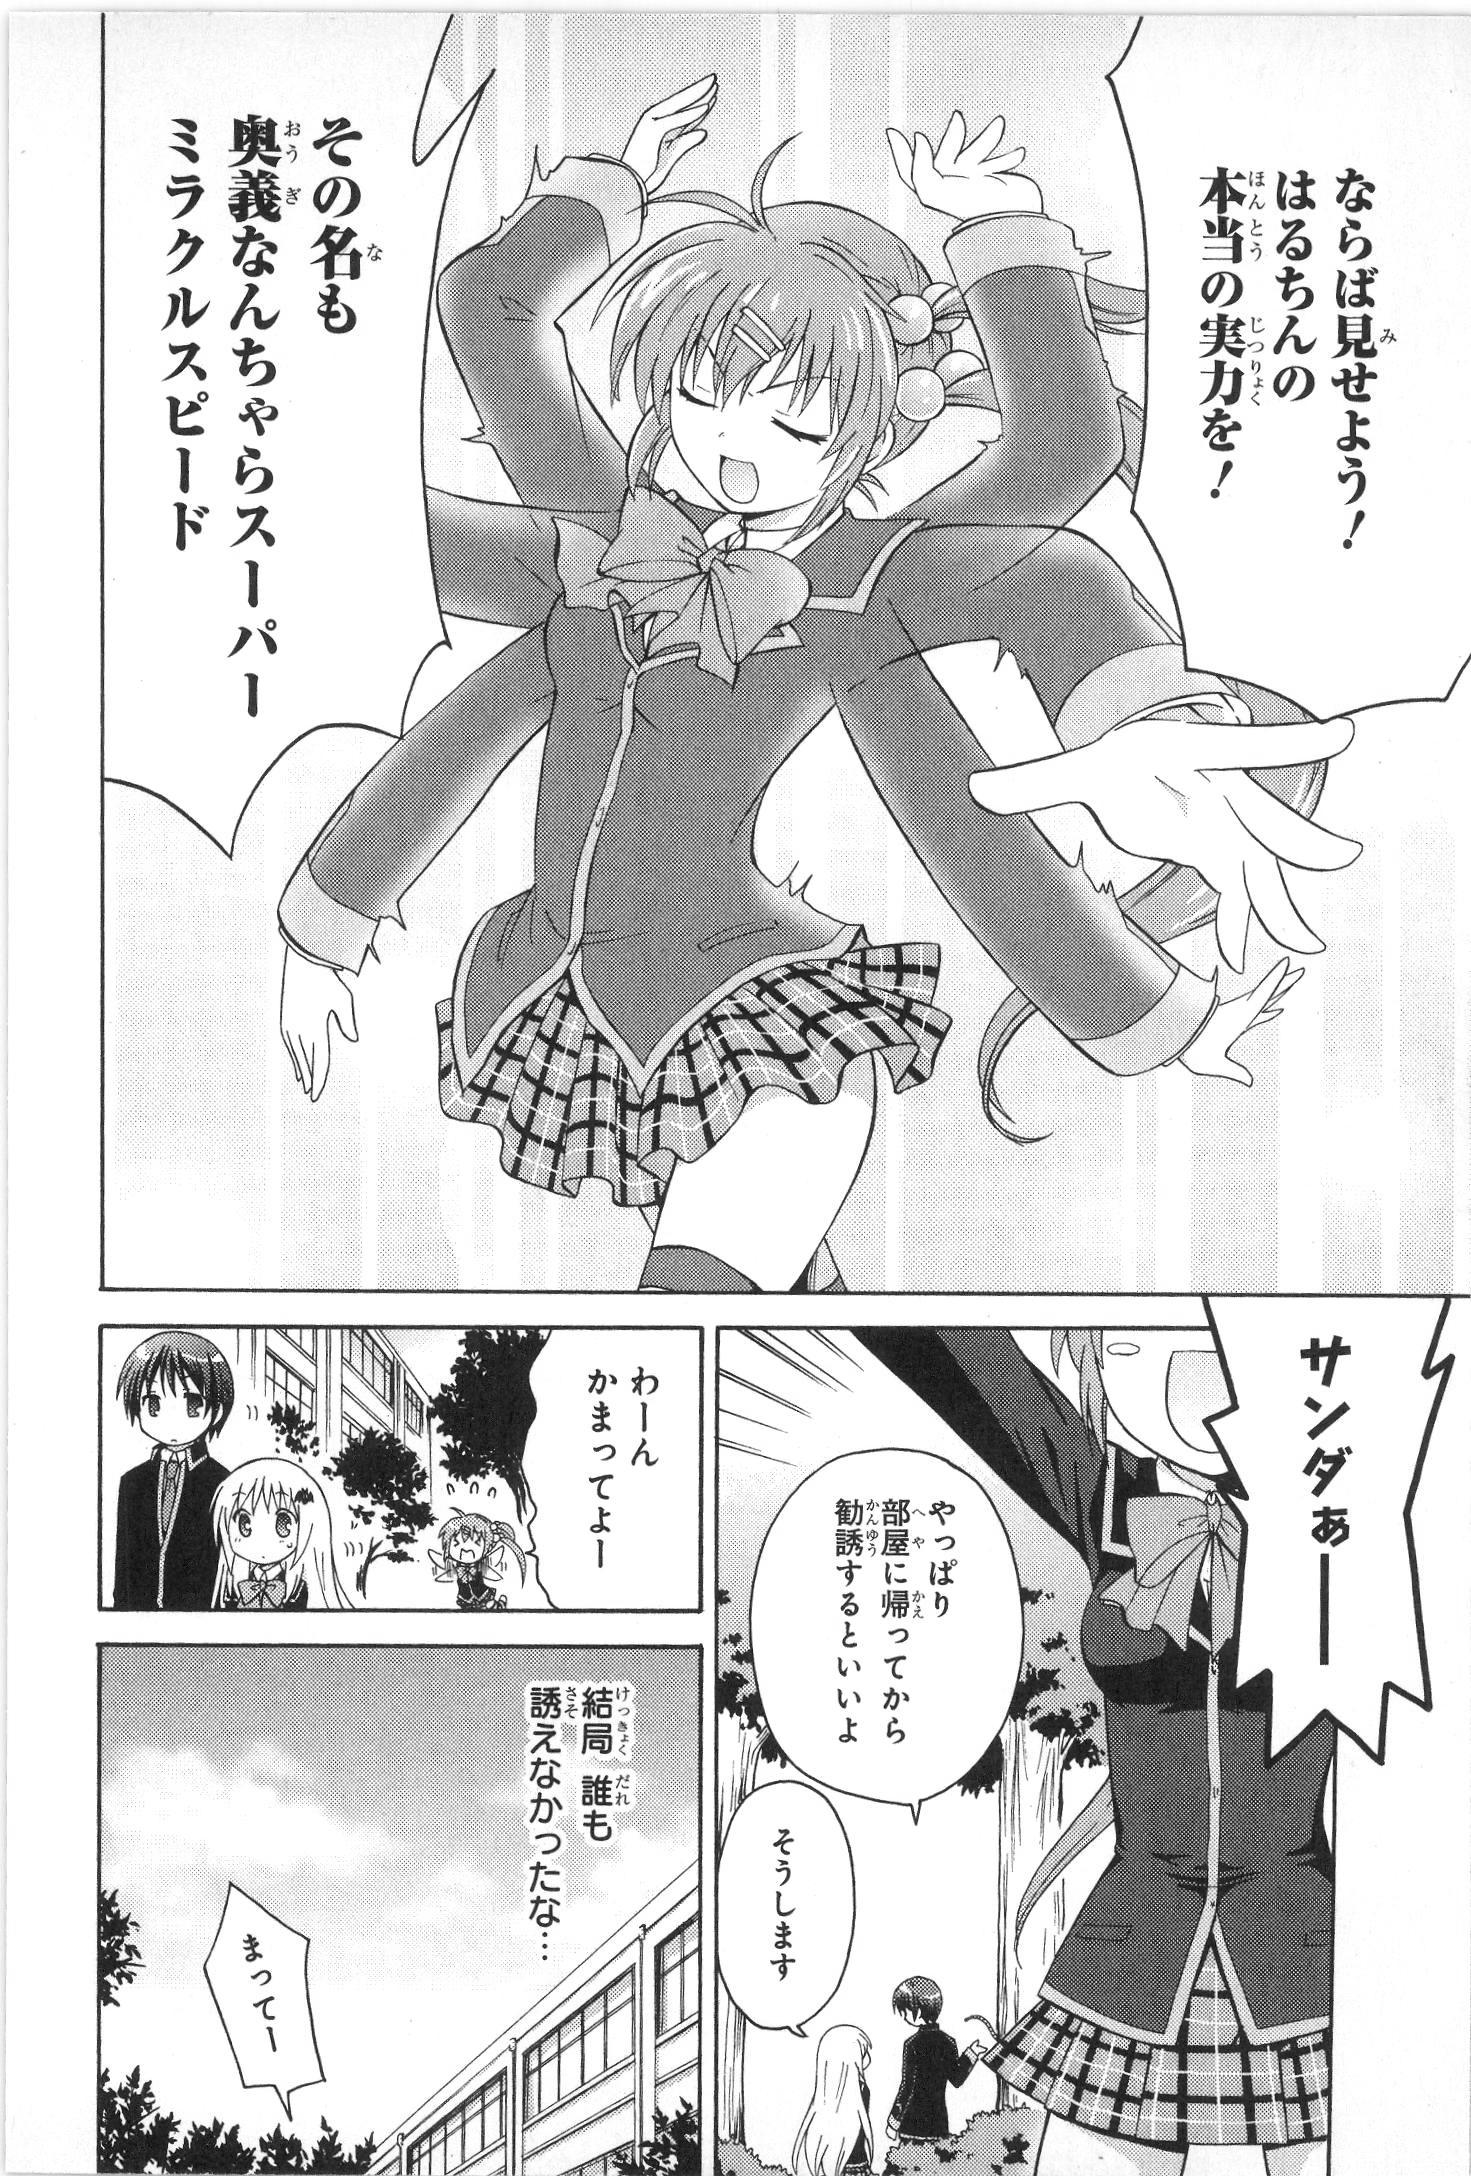 ならば見せよう!
はるちんの
本当の実力を!
その名も
奥義なんちゃらスーパー
ミラクルスピード
サンダぁー
やっぱり
部屋に帰ってから
勧誘するといいよ
そうします
わーん
かまってよー
結局 誰も
誘えなかったな…
まってー